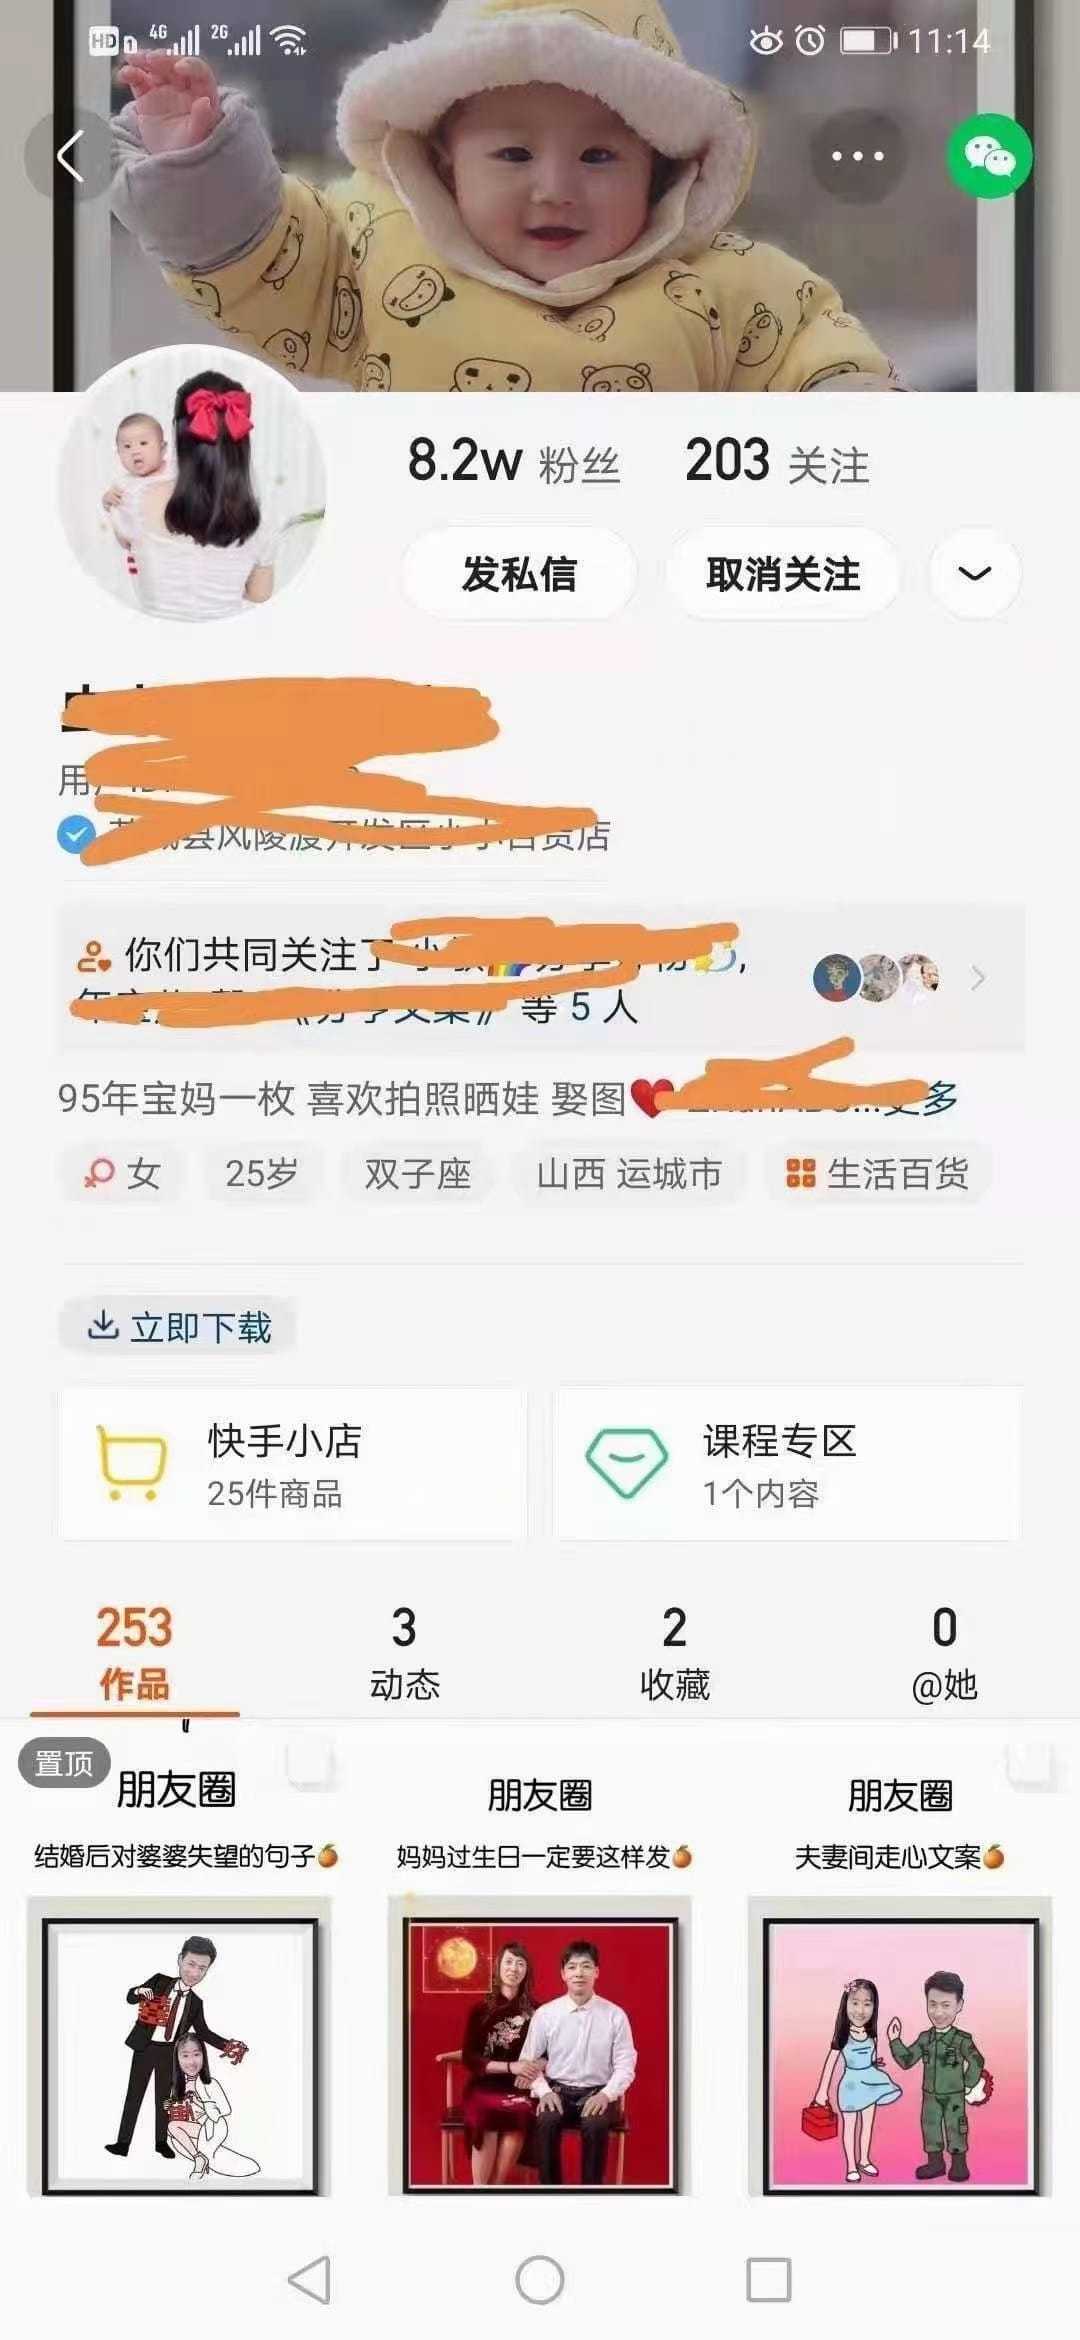 HD 1 4G 2G 11:14
8.2w 粉丝 203 关注
发私信 取消关注
用户
县风陵渡开发区小小百货店
你们共同关注了
等 5 人
95年宝妈一枚 喜欢拍照晒娃 娶图❤️ ...更多
女 25岁 双子座 山西 运城市 生活百货
立即下载
快手小店 课程专区
25件商品 1个内容
253 3 2 0
作品 动态 收藏 @她
置顶
朋友圈 朋友圈 朋友圈
结婚后对婆婆失望的句子🍊 妈妈过生日一定要这样发🍊 夫妻间走心文案🍊